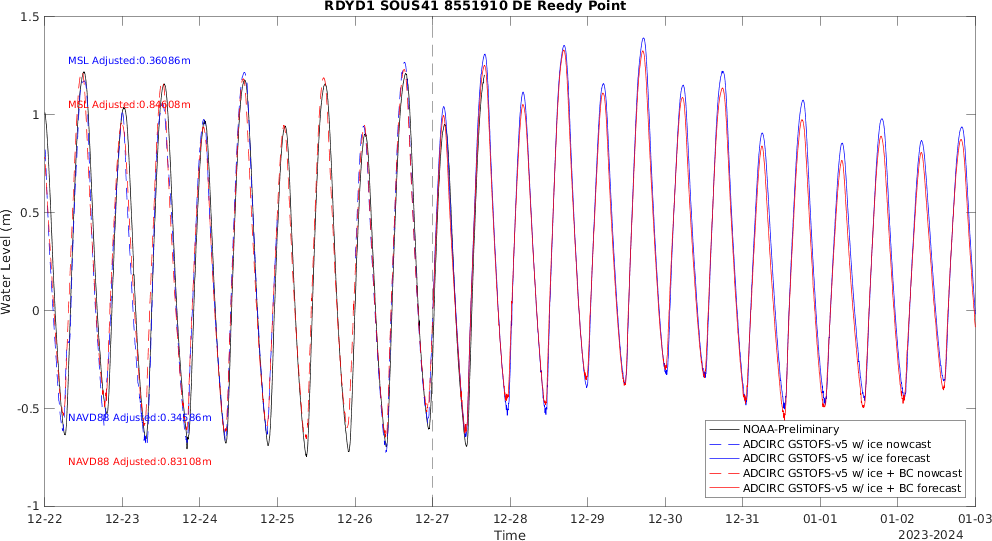 RDYD1 SOUS41 8551910 DE Reedy Point
1.5
1
0.5
0
-0.5
-1
Water Level (m)
MSL Adjusted:0.36086m
MSL Adjusted:0.84608m
NAVD88 Adjusted:0.34586m
NAVD88 Adjusted:0.83108m
NOAA-Preliminary
ADCIRC GSTOFS-v5 w/ ice nowcast
ADCIRC GSTOFS-v5 w/ ice forecast
ADCIRC GSTOFS-v5 w/ ice + BC nowcast
ADCIRC GSTOFS-v5 w/ ice + BC forecast
12-22 12-23 12-24 12-25 12-26 12-27 12-28 12-29 12-30 12-31 01-01 01-02 01-03
Time
2023-2024